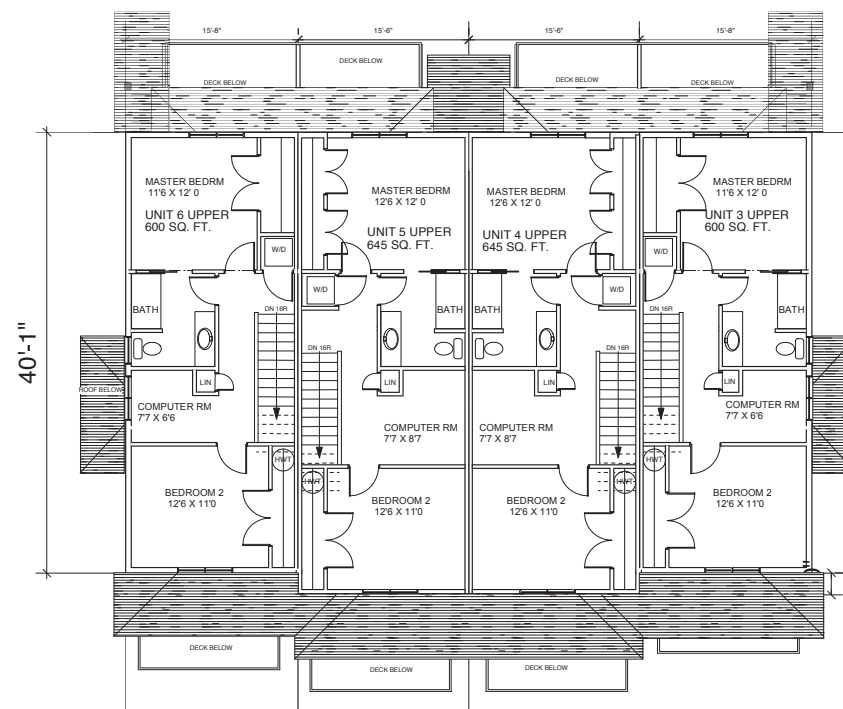 15'-8"
15'-6"
15'-6"
15'-8"
DECK BELOW
DECK BELOW
DECK BELOW
DECK BELOW
MASTER BEDRM
11'6 X 12' 0
UNIT 6 UPPER
600 SQ. FT.
MASTER BEDRM
12'6 X 12' 0
UNIT 5 UPPER
645 SQ. FT.
MASTER BEDRM
12'6 X 12' 0
UNIT 4 UPPER
645 SQ. FT.
MASTER BEDRM
11'6 X 12' 0
UNIT 3 UPPER
600 SQ. FT.
W/D
W/D
W/D
W/D
BATH
BATH
BATH
BATH
DN 16R
DN 16R
DN 16R
DN 16R
40'-1"
ROOF BELOW
LIN
LIN
LIN
LIN
COMPUTER RM
7'7 X 6'6
COMPUTER RM
7'7 X 8'7
COMPUTER RM
7'7 X 8'7
COMPUTER RM
7'7 X 6'6
HWT
HWT
HWT
HWT
BEDROOM 2
12'6 X 11'0
BEDROOM 2
12'6 X 11'0
BEDROOM 2
12'6 X 11'0
BEDROOM 2
12'6 X 11'0
DECK BELOW
DECK BELOW
DECK BELOW